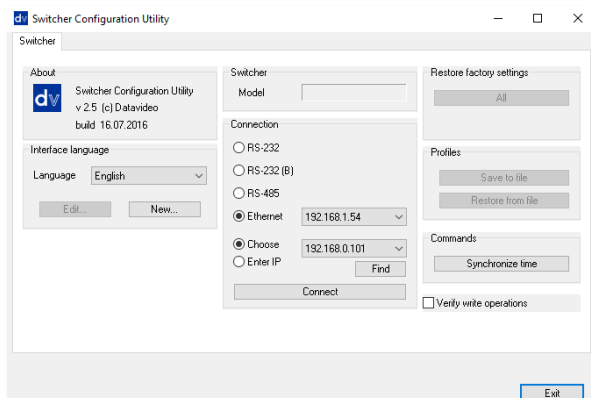 dv Switcher Configuration Utility
Switcher
About
dv
Switcher Configuration Utility
v 2.5 (c) Datavideo
build 16.07.2016
Interface language
Language English
Edit... New...
Switcher
Model
Connection
RS-232
RS-232 (B)
RS-485
Ethernet 192.168.1.54
Choose 192.168.0.101
Enter IP
Find
Connect
Restore factory settings
All
Profiles
Save to file
Restore from file
Commands
Synchronize time
Verify write operations
Exit